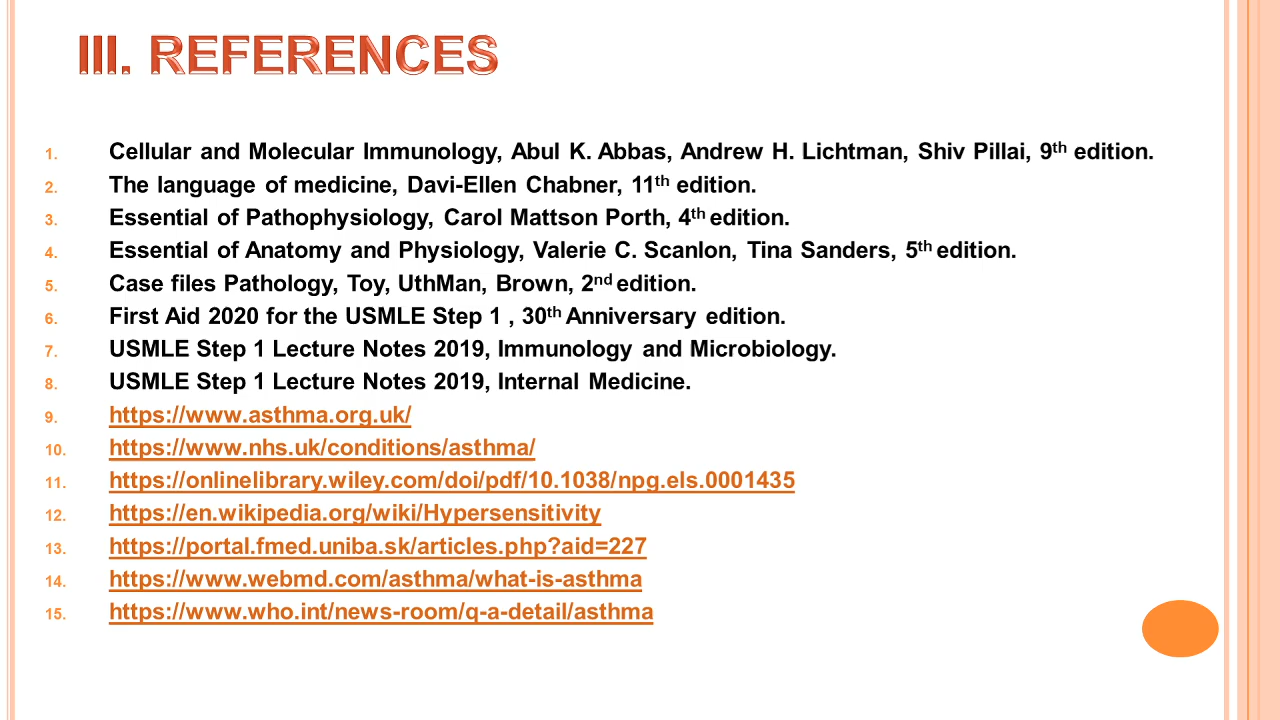 III. REFERENCES
1. Cellular and Molecular Immunology, Abul K. Abbas, Andrew H. Lichtman, Shiv Pillai, 9th edition.
2. The language of medicine, Davi-Ellen Chabner, 11th edition.
3. Essential of Pathophysiology, Carol Mattson Porth, 4th edition.
4. Essential of Anatomy and Physiology, Valerie C. Scanlon, Tina Sanders, 5th edition.
5. Case files Pathology, Toy, UthMan, Brown, 2nd edition.
6. First Aid 2020 for the USMLE Step 1 , 30th Anniversary edition.
7. USMLE Step 1 Lecture Notes 2019, Immunology and Microbiology.
8. USMLE Step 1 Lecture Notes 2019, Internal Medicine.
9. https://www.asthma.org.uk/
10. https://www.nhs.uk/conditions/asthma/
11. https://onlinelibrary.wiley.com/doi/pdf/10.1038/npg.els.0001435
12. https://en.wikipedia.org/wiki/Hypersensitivity
13. https://portal.fmed.uniba.sk/articles.php?aid=227
14. https://www.webmd.com/asthma/what-is-asthma
15. https://www.who.int/news-room/q-a-detail/asthma